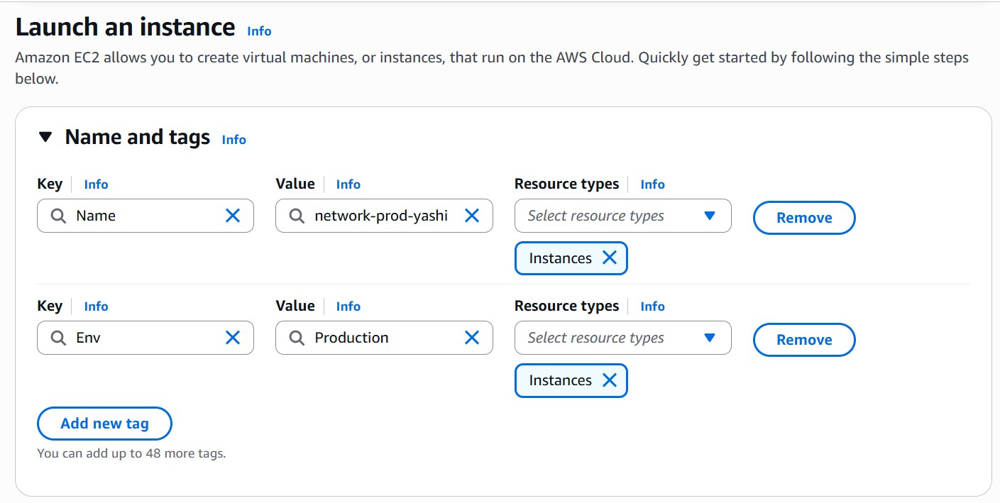 Launch an instance Info
Amazon EC2 allows you to create virtual machines, or instances, that run on the AWS Cloud. Quickly get started by following the simple steps
below.
Name and tags Info
Key Info Value Info Resource types Info
Name network-prod-yashi Select resource types Remove
Instances
Key Info Value Info Resource types Info
Env Production Select resource types Remove
Instances
Add new tag
You can add up to 48 more tags.